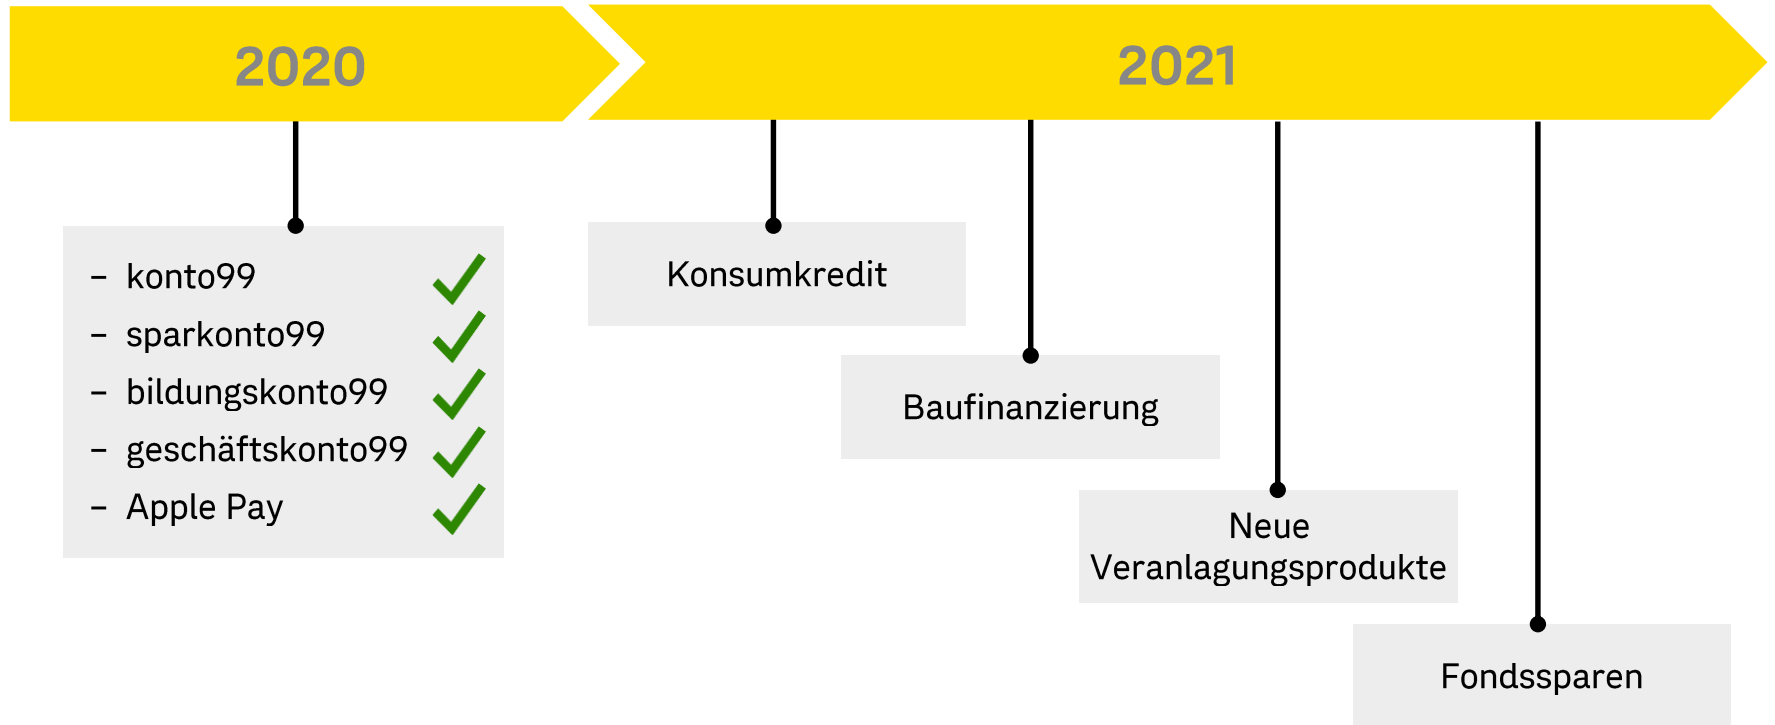 2020
2021
– konto99
– sparkonto99
– bildungskonto99
– geschäftskonto99
– Apple Pay
Konsumkredit
Baufinanzierung
Neue
Veranlagungsprodukte
Fondssparen